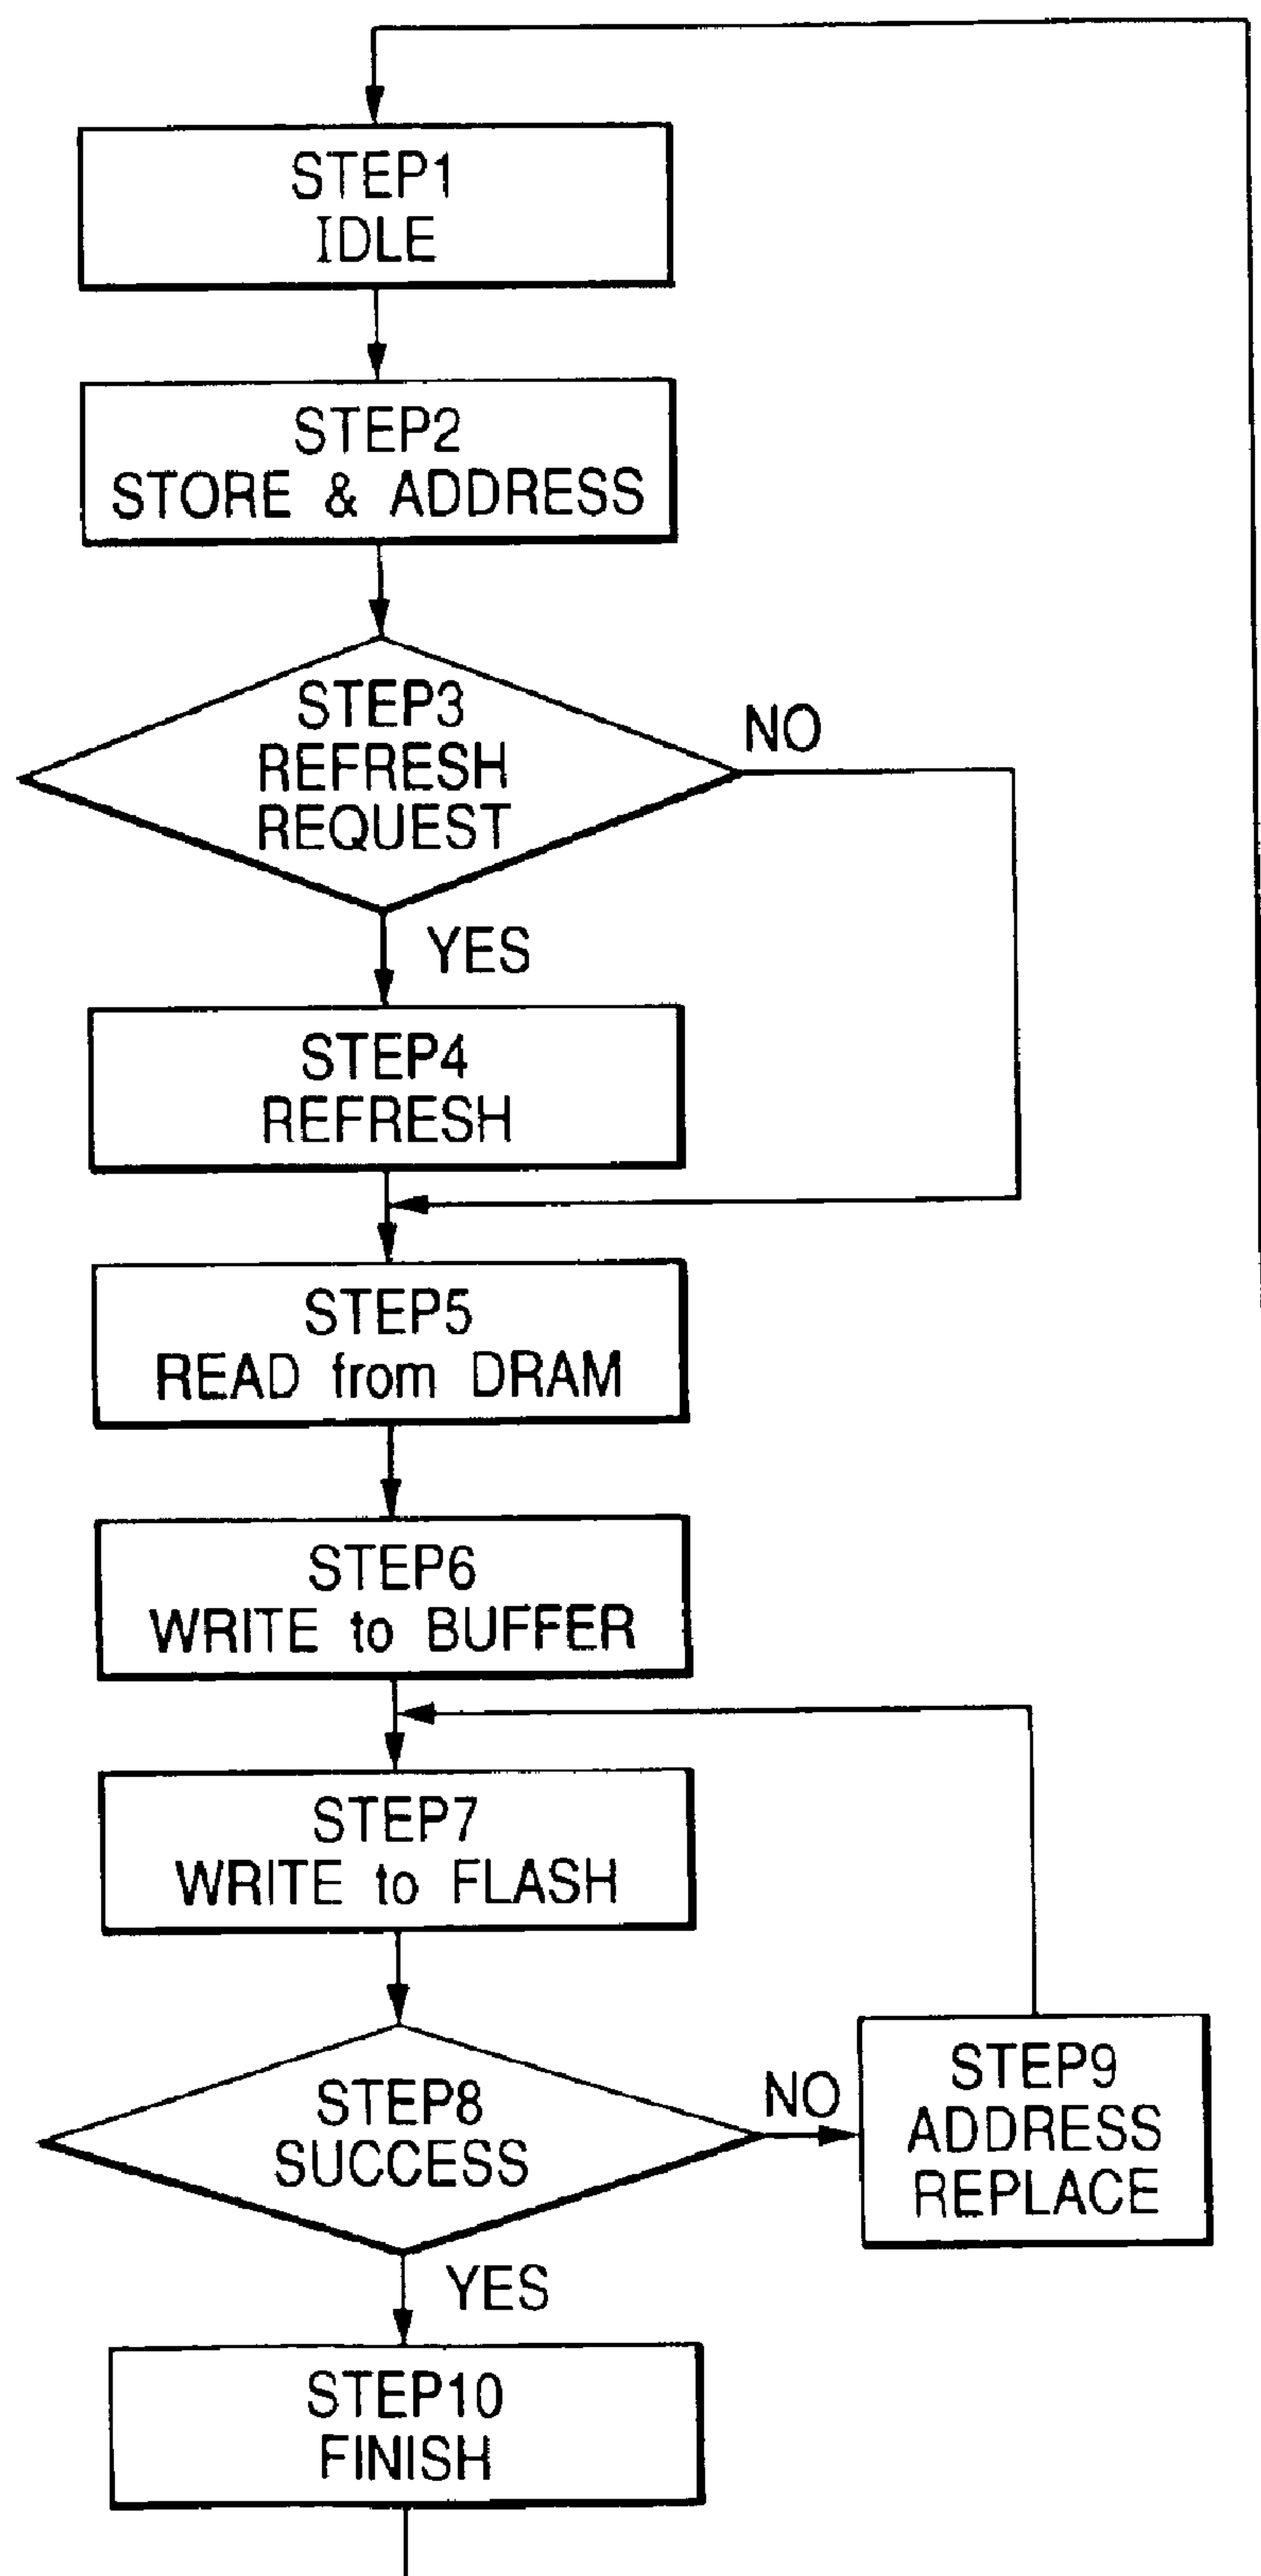 STEP1
IDLE
STEP2
STORE & ADDRESS
STEP3
REFRESH
REQUEST
NO
YES
STEP4
REFRESH
STEP5
READ from DRAM
STEP6
WRITE to BUFFER
STEP7
WRITE to FLASH
STEP8
SUCCESS
NO
STEP9
ADDRESS
REPLACE
YES
STEP10
FINISH